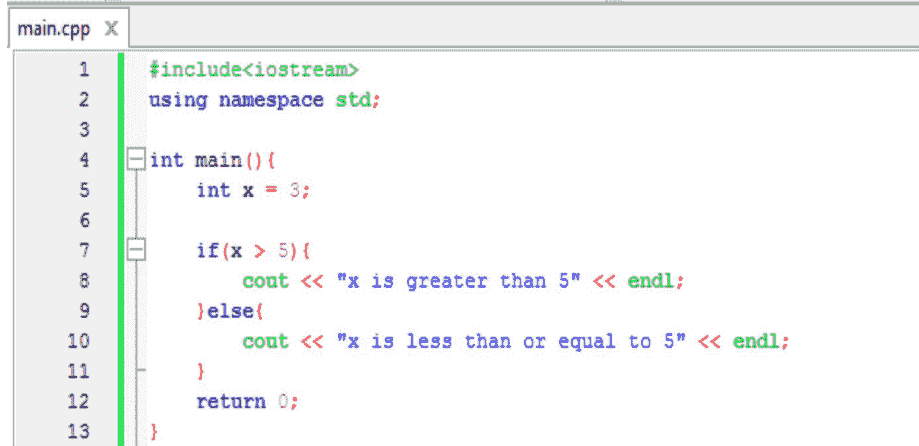 main.cpp X
1 #include<iostream>
2 using namespace std;
3
4 int main(){
5 int x = 3;
6
7 if(x > 5){
8 cout << "x is greater than 5" << endl;
9 }else{
10 cout << "x is less than or equal to 5" << endl;
11 }
12 return 0;
13 }